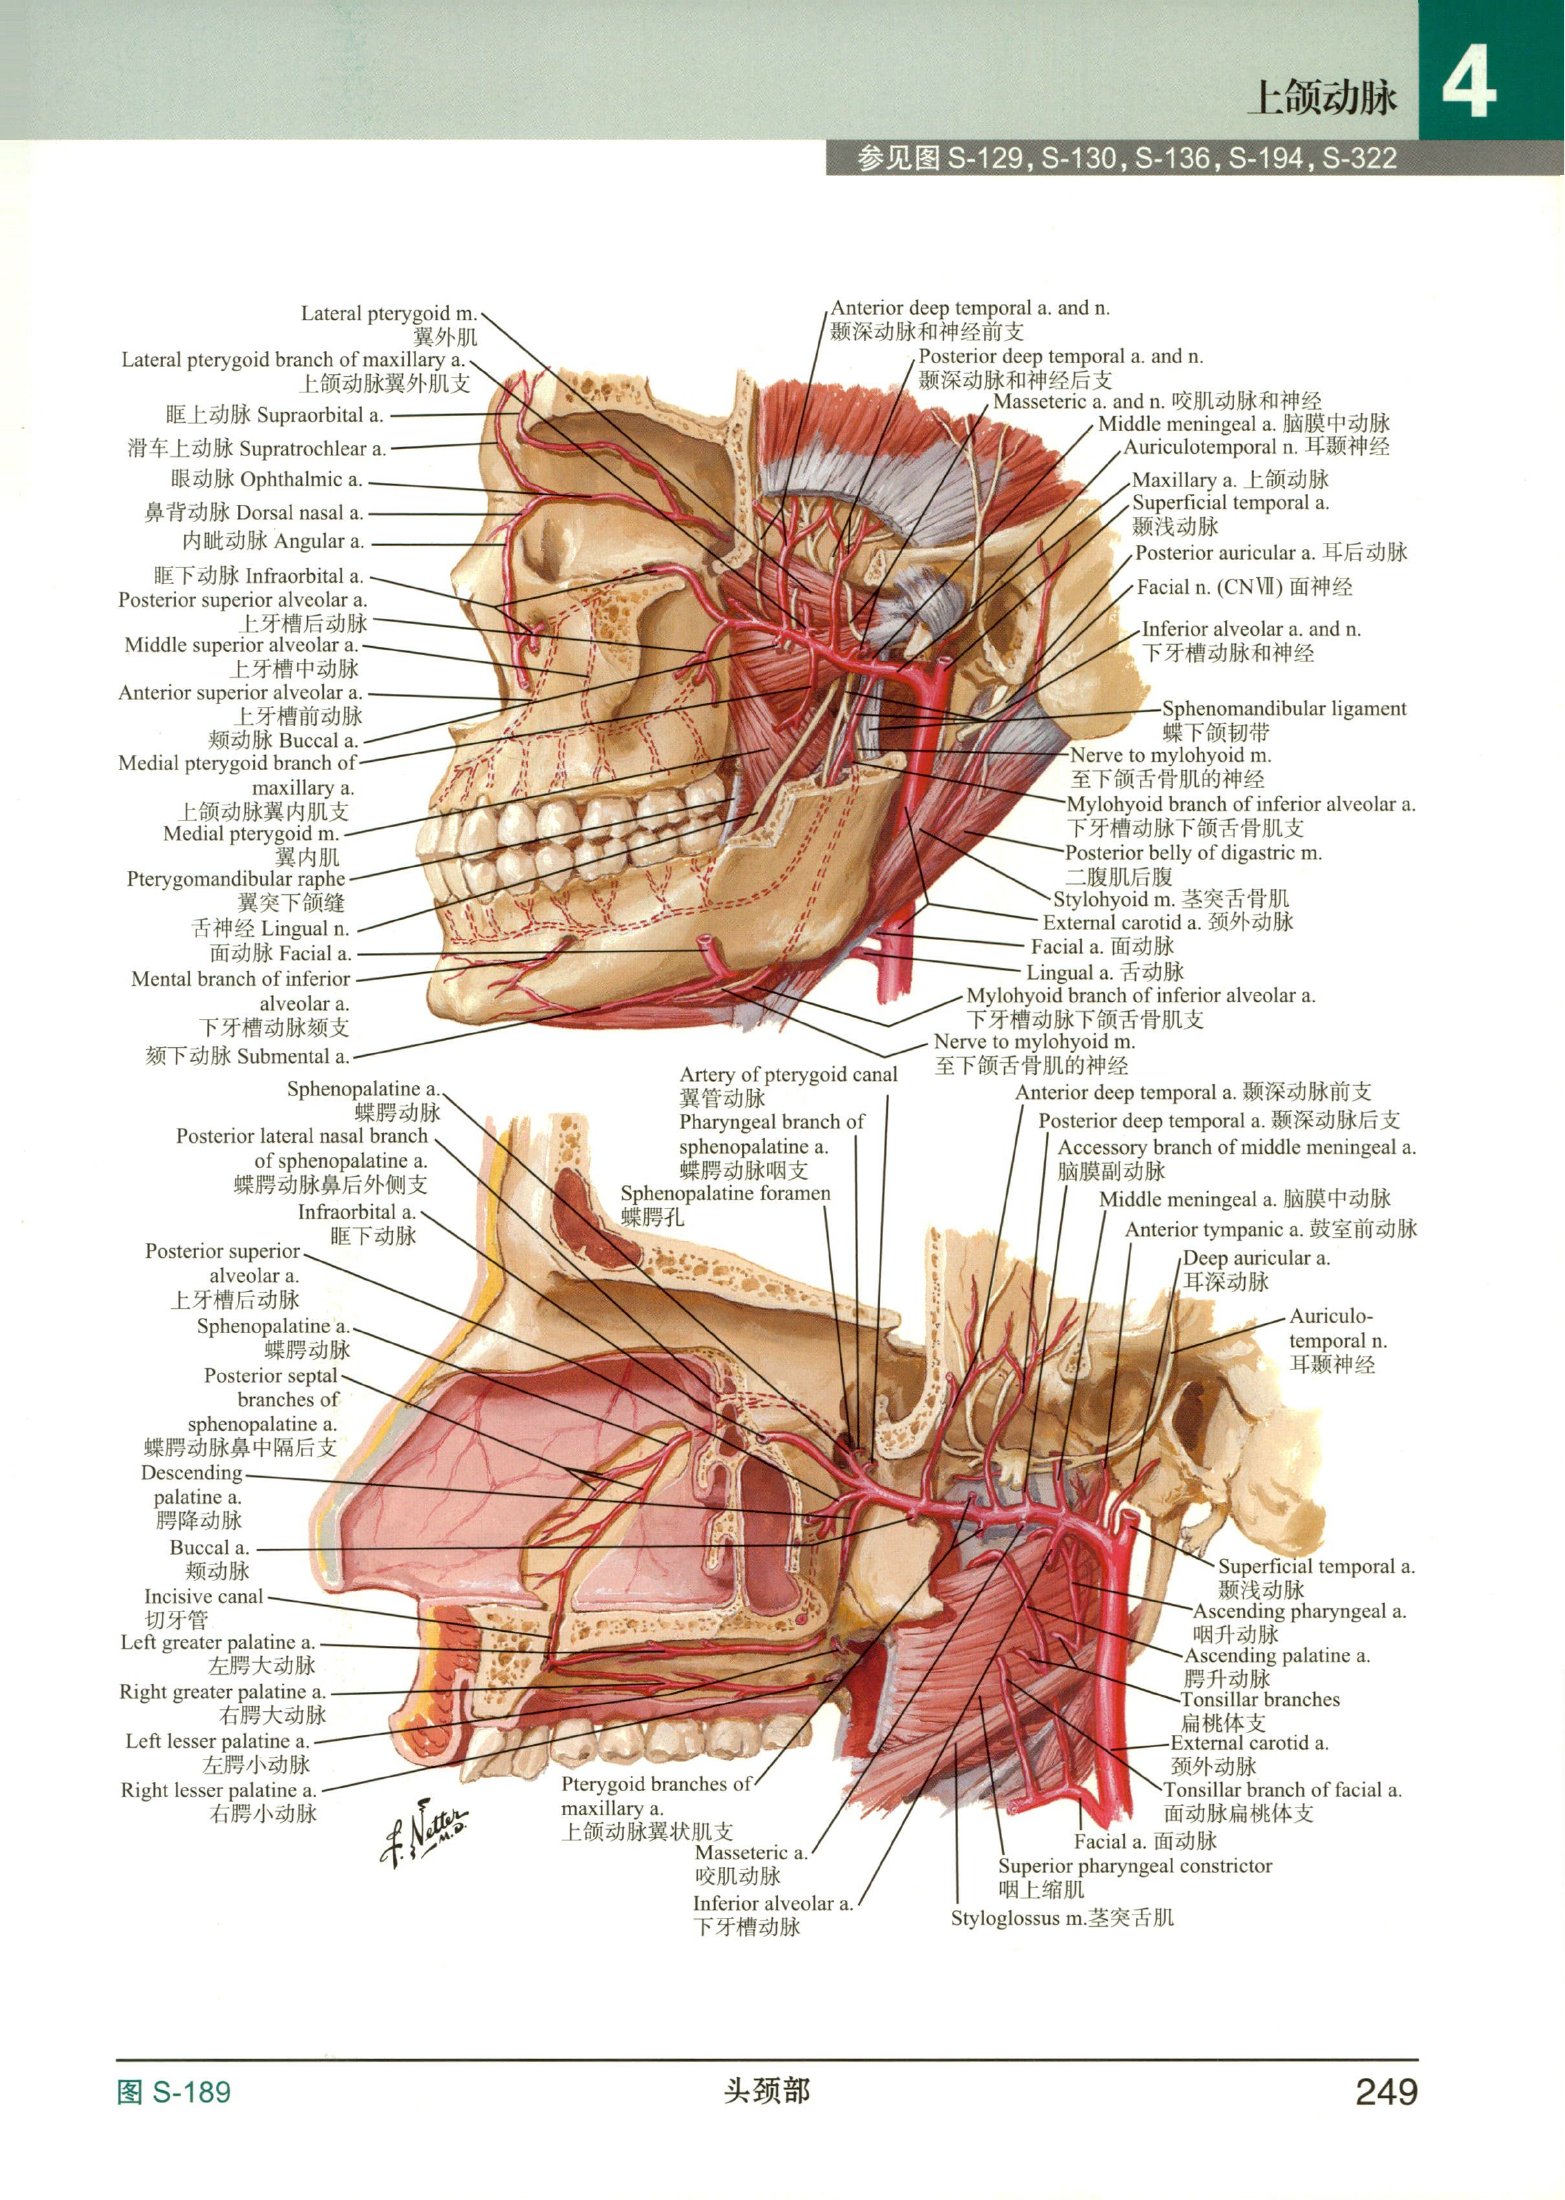 上颌动脉
4
参见图 S-129, S-130, S-136, S-194, S-322
Lateral pterygoid m.
翼外肌
Lateral pterygoid branch of maxillary a.
上颌动脉翼外肌支
眶上动脉 Supraorbital a.
滑车上动脉 Supratrochlear a.
眼动脉 Ophthalmic a.
鼻背动脉 Dorsal nasal a.
内眦动脉 Angular a.
眶下动脉 Infraorbital a.
Posterior superior alveolar a.
上牙槽后动脉
Middle superior alveolar a.
上牙槽中动脉
Anterior superior alveolar a.
上牙槽前动脉
颊动脉 Buccal a.
Medial pterygoid branch of
maxillary a.
上颌动脉翼内肌支
Medial pterygoid m.
翼内肌
Pterygomandibular raphe
翼突下颌缝
舌神经 Lingual n.
面动脉 Facial a.
Mental branch of inferior
alveolar a.
下牙槽动脉颏支
颏下动脉 Submental a.
Anterior deep temporal a. and n.
颞深动脉和神经前支
Posterior deep temporal a. and n.
颞深动脉和神经后支
Masseteric a. and n. 咬肌动脉和神经
Middle meningeal a. 脑膜中动脉
Auriculotemporal n. 耳颞神经
Maxillary a. 上颌动脉
Superficial temporal a.
颞浅动脉
Posterior auricular a. 耳后动脉
Facial n. (CN Ⅶ) 面神经
Inferior alveolar a. and n.
下牙槽动脉和神经
Sphenomandibular ligament
蝶下颌韧带
Nerve to mylohyoid m.
至下颌舌骨肌的神经
Mylohyoid branch of inferior alveolar a.
下牙槽动脉下颌舌骨肌支
Posterior belly of digastric m.
二腹肌后腹
Stylohyoid m. 茎突舌骨肌
External carotid a. 颈外动脉
Facial a. 面动脉
Lingual a. 舌动脉
Mylohyoid branch of inferior alveolar a.
下牙槽动脉下颌舌骨肌支
Nerve to mylohyoid m.
至下颌舌骨肌的神经
Sphenopalatine a.
蝶腭动脉
Posterior lateral nasal branch
of sphenopalatine a.
蝶腭动脉鼻后外侧支
Infraorbital a.
眶下动脉
Posterior superior
alveolar a.
上牙槽后动脉
Sphenopalatine a.
蝶腭动脉
Posterior septal
branches of
sphenopalatine a.
蝶腭动脉鼻中隔后支
Descending
palatine a.
腭降动脉
Buccal a.
颊动脉
Incisive canal
切牙管
Left greater palatine a.
左腭大动脉
Right greater palatine a.
右腭大动脉
Left lesser palatine a.
左腭小动脉
Right lesser palatine a.
右腭小动脉
Artery of pterygoid canal
翼管动脉
Pharyngeal branch of
sphenopalatine a.
蝶腭动脉咽支
Sphenopalatine foramen
蝶腭孔
Anterior deep temporal a. 颞深动脉前支
Posterior deep temporal a. 颞深动脉后支
Accessory branch of middle meningeal a.
脑膜副动脉
Middle meningeal a. 脑膜中动脉
Anterior tympanic a. 鼓室前动脉
Deep auricular a.
耳深动脉
Auriculo-
temporal n.
耳颞神经
Superficial temporal a.
颞浅动脉
Ascending pharyngeal a.
咽升动脉
Ascending palatine a.
腭升动脉
Tonsillar branches
扁桃体支
External carotid a.
颈外动脉
Tonsillar branch of facial a.
面动脉扁桃体支
Facial a. 面动脉
Superior pharyngeal constrictor
咽上缩肌
Styloglossus m.茎突舌肌
Pterygoid branches of
maxillary a.
上颌动脉翼状肌支
Masseteric a.
咬肌动脉
Inferior alveolar a.
下牙槽动脉
F. Netter M.D.
图 S-189
头颈部
249